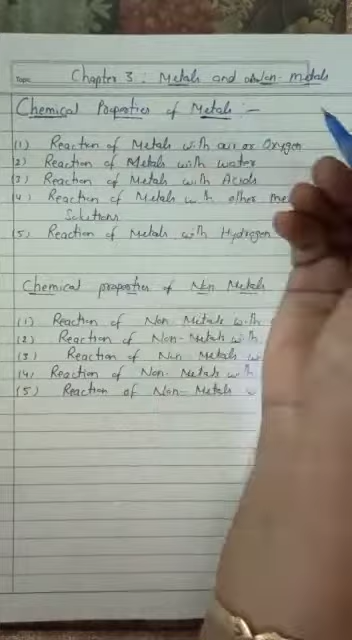 Topic Chapter 3 : Metals and Non-metals
Chemical Properties of Metals :-
(1) Reaction of Metals with air or Oxygen
(2) Reaction of Metals with water
(3) Reaction of Metals with Acids
(4) Reaction of Metals with other
Solutions
(5) Reaction of Metals with Hydrogen
Chemical properties of Non Metals
(1) Reaction of Non Metals with
(2) Reaction of Non-Metals with
(3) Reaction of Non Metals
(4) Reaction of Non-Metals with
(5) Reaction of Non-Metals